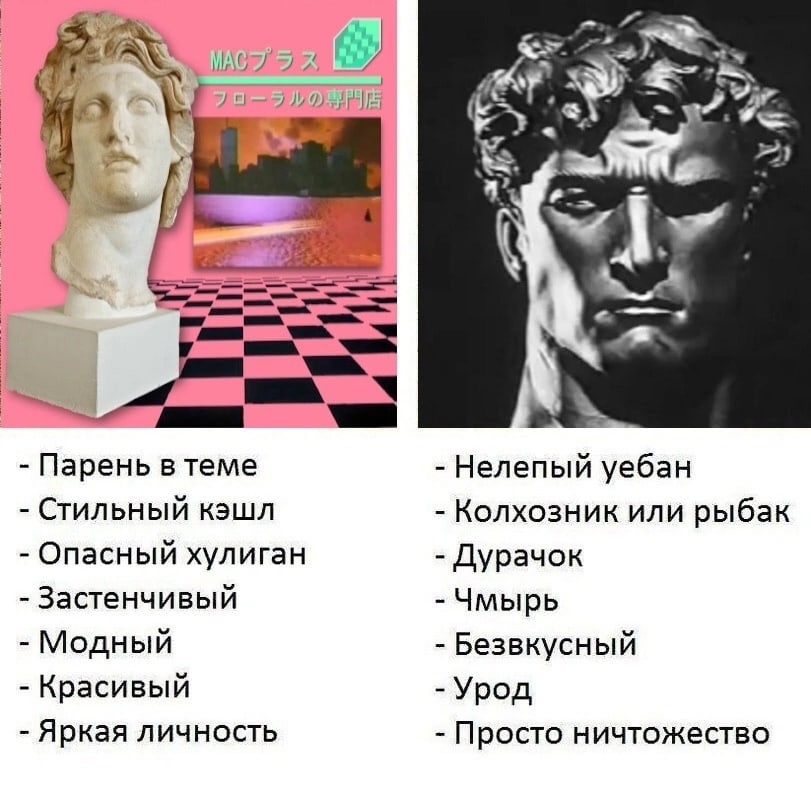 MACプラス
フローラルの専門店
- Парень в теме
- Стильный кэшл
- Опасный хулиган
- Застенчивый
- Модный
- Красивый
- Яркая личность
- Нелепый уебан
- Колхозник или рыбак
- Дурачок
- Чмырь
- Безвкусный
- Урод
- Просто ничтожество